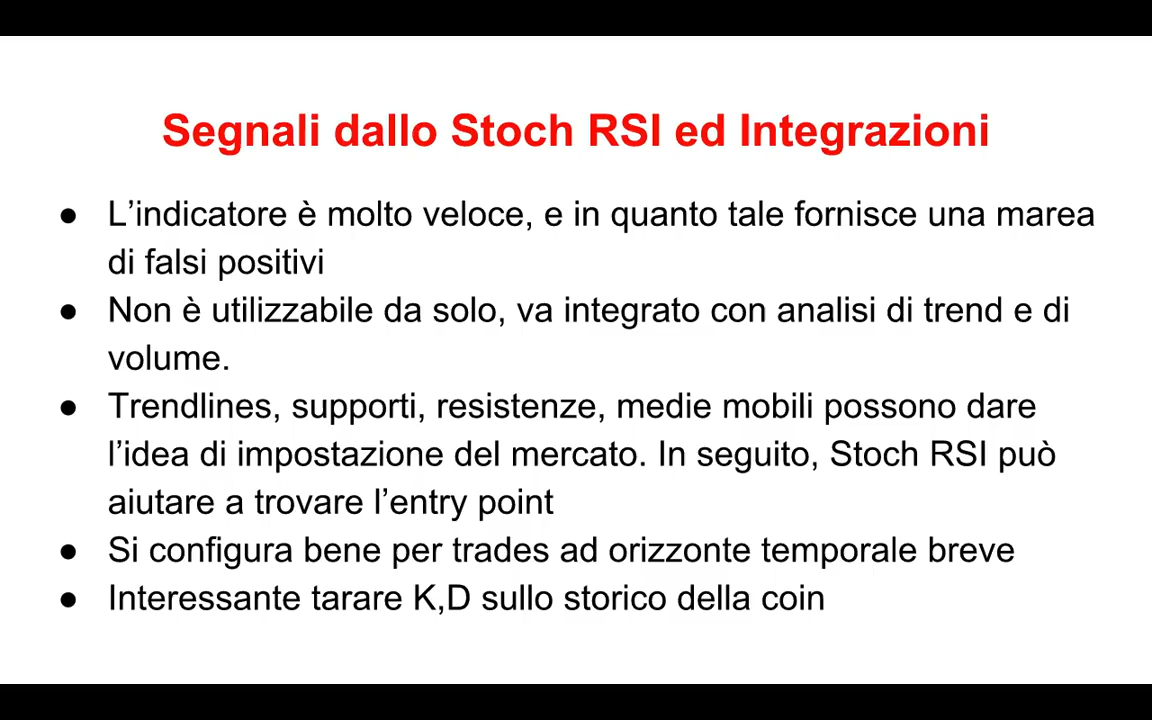 Segnali dallo Stoch RSI ed Integrazioni
● L’indicatore è molto veloce, e in quanto tale fornisce una marea
di falsi positivi
● Non è utilizzabile da solo, va integrato con analisi di trend e di
volume.
● Trendlines, supporti, resistenze, medie mobili possono dare
l’idea di impostazione del mercato. In seguito, Stoch RSI può
aiutare a trovare l’entry point
● Si configura bene per trades ad orizzonte temporale breve
● Interessante tarare K,D sullo storico della coin